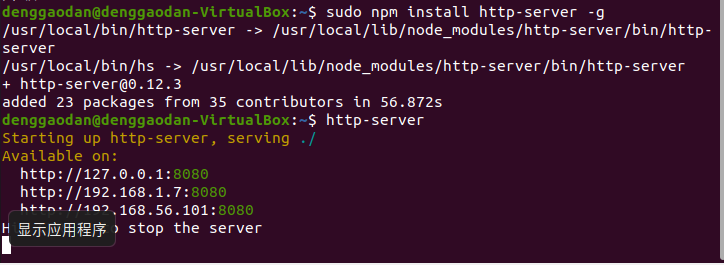 denggaodan@denggaodan-VirtualBox:~$ sudo npm install http-server -g
/usr/local/bin/http-server -> /usr/local/lib/node_modules/http-server/bin/http-
server
/usr/local/bin/hs -> /usr/local/lib/node_modules/http-server/bin/http-server
+ http-server@0.12.3
added 23 packages from 35 contributors in 56.872s
denggaodan@denggaodan-VirtualBox:~$ http-server
Starting up http-server, serving ./
Available on:
  http://127.0.0.1:8080
  http://192.168.1.7:8080
  http://192.168.56.101:8080
stop the server
显示应用程序